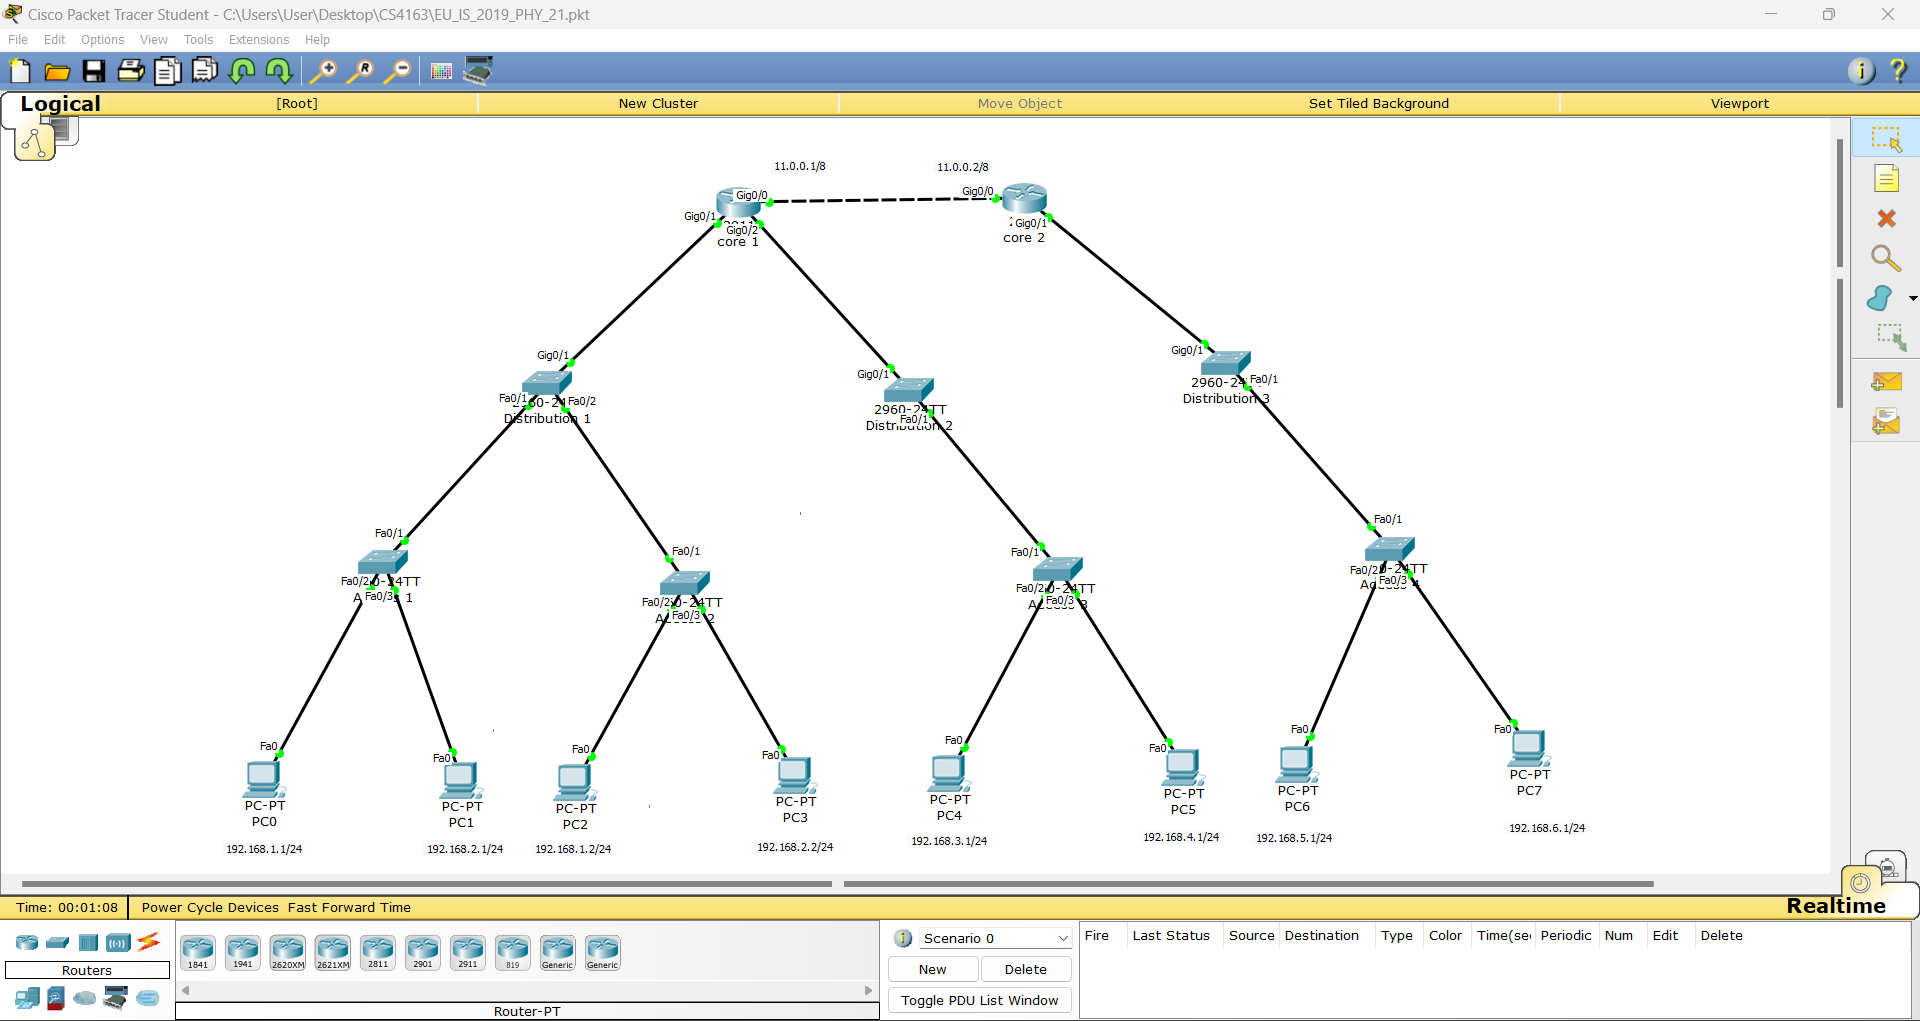 Cisco Packet Tracer Student - C:\Users\User\Desktop\CS4163\EU_IS_2019_PHY_21.pkt
File Edit Options View Tools Extensions Help
Logical [Root] New Cluster Move Object Set Tiled Background Viewport
11.0.0.1/8 11.0.0.2/8
Gig0/0 Gig0/0
Gig0/1 Gig0/2 Gig0/1
core 1 core 2
Gig0/1 Gig0/1 Gig0/1
Fa0/1 Fa0/2 Fa0/1 Fa0/1
2960-24TT
Distribution 1 Distribution 2 Distribution 3
Fa0/1 Fa0/1 Fa0/1 Fa0/1
Fa0/2 Fa0/3 Fa0/2 Fa0/3 Fa0/2 Fa0/3 Fa0/2 Fa0/3
Fa0 Fa0 Fa0 Fa0 Fa0 Fa0 Fa0 Fa0
PC-PT PC-PT PC-PT PC-PT PC-PT PC-PT PC-PT PC-PT
PC0 PC1 PC2 PC3 PC4 PC5 PC6 PC7
192.168.1.1/24 192.168.2.1/24 192.168.1.2/24 192.168.2.2/24 192.168.3.1/24 192.168.4.1/24 192.168.5.1/24 192.168.6.1/24
Time: 00:01:08 Power Cycle Devices Fast Forward Time Realtime
Routers
1841 1941 2620XM 2621XM 2811 2901 2911 819 Generic Generic
Router-PT
Scenario 0
New Delete
Toggle PDU List Window
Fire Last Status Source Destination Type Color Time(sec Periodic Num Edit Delete